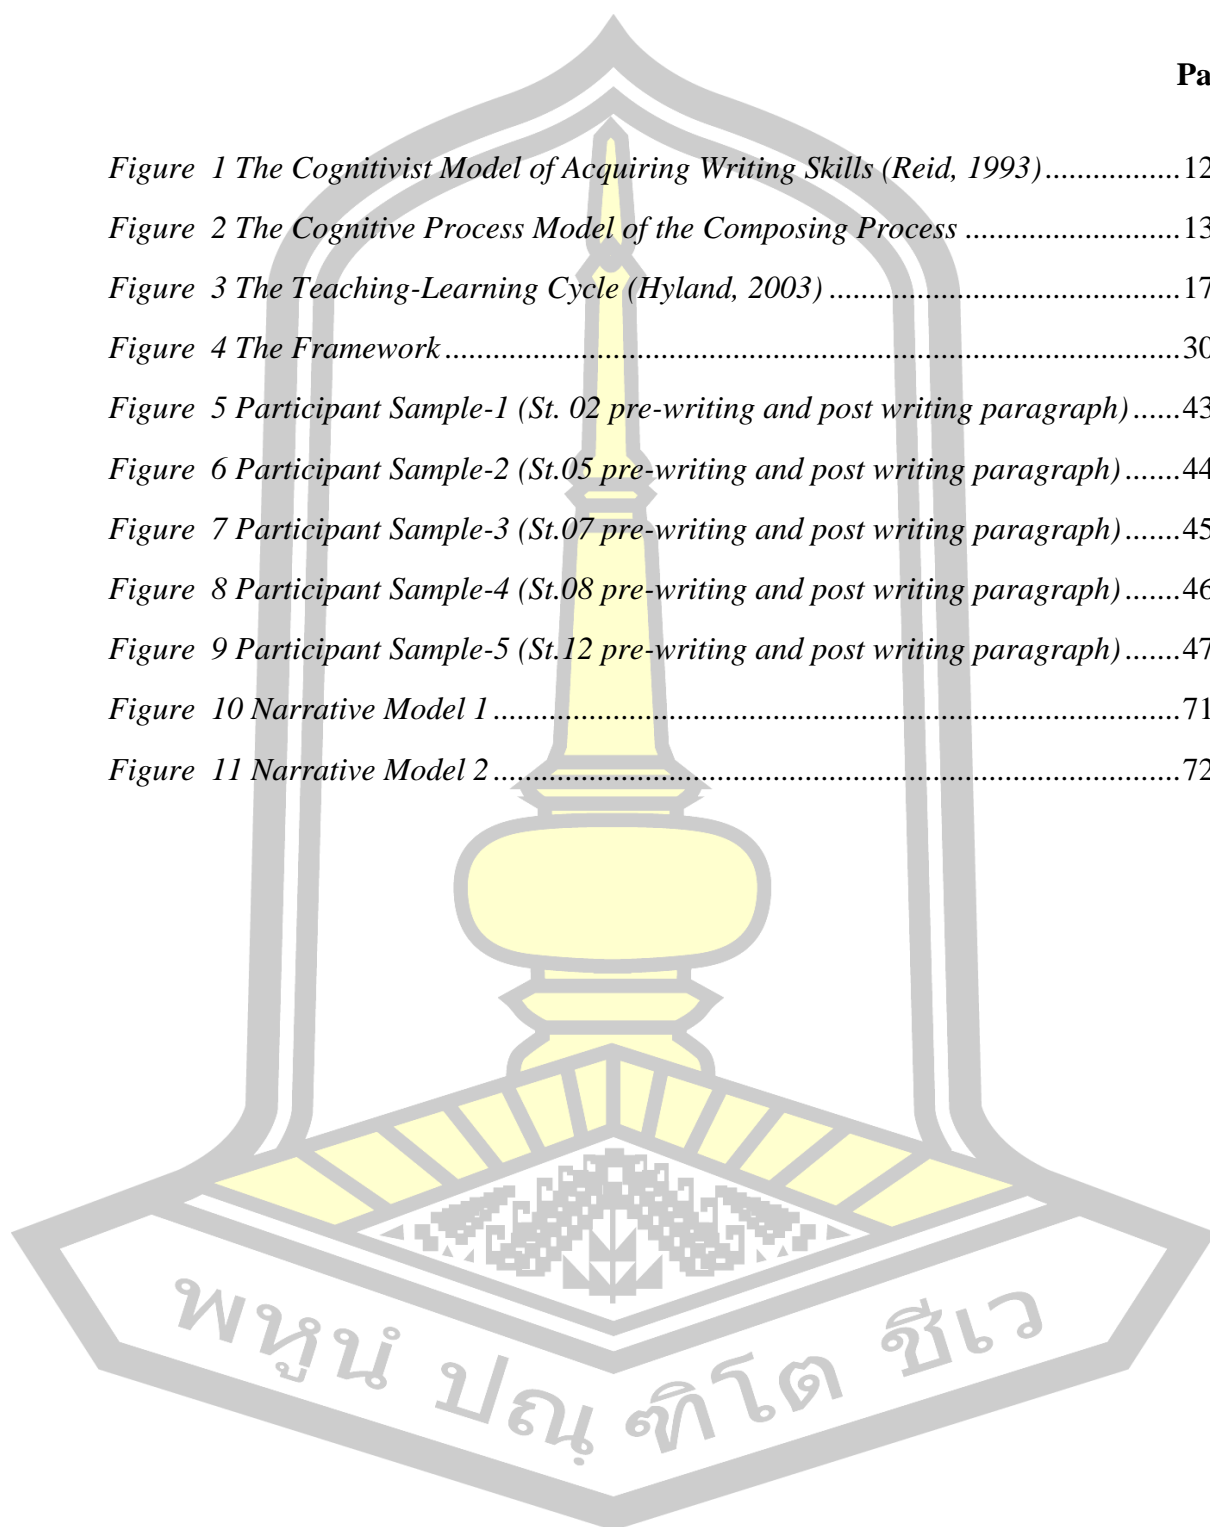 Pa
Figure 1 The Cognitivist Model of Acquiring Writing Skills (Reid, 1993)................12
Figure 2 The Cognitive Process Model of the Composing Process ..........................13
Figure 3 The Teaching-Learning Cycle (Hyland, 2003) ..........................................17
Figure 4 The Framework.........................................................................................30
Figure 5 Participant Sample-1 (St. 02 pre-writing and post writing paragraph)......43
Figure 6 Participant Sample-2 (St.05 pre-writing and post writing paragraph).......44
Figure 7 Participant Sample-3 (St.07 pre-writing and post writing paragraph).......45
Figure 8 Participant Sample-4 (St.08 pre-writing and post writing paragraph).......46
Figure 9 Participant Sample-5 (St.12 pre-writing and post writing paragraph).......47
Figure 10 Narrative Model 1...................................................................................71
Figure 11 Narrative Model 2...................................................................................72
พหูนํ ปณฺฑิโต ชีเว